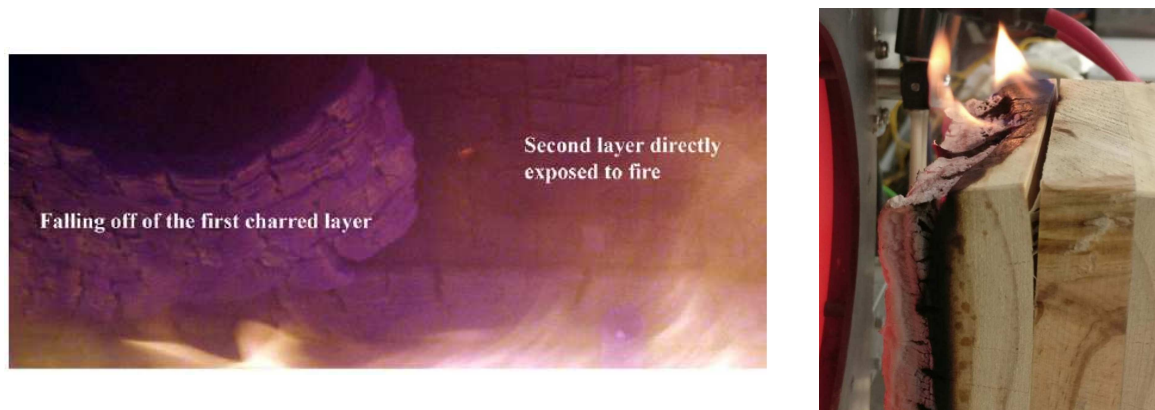 Falling off of the first charred layer
Second layer directly
exposed to fire